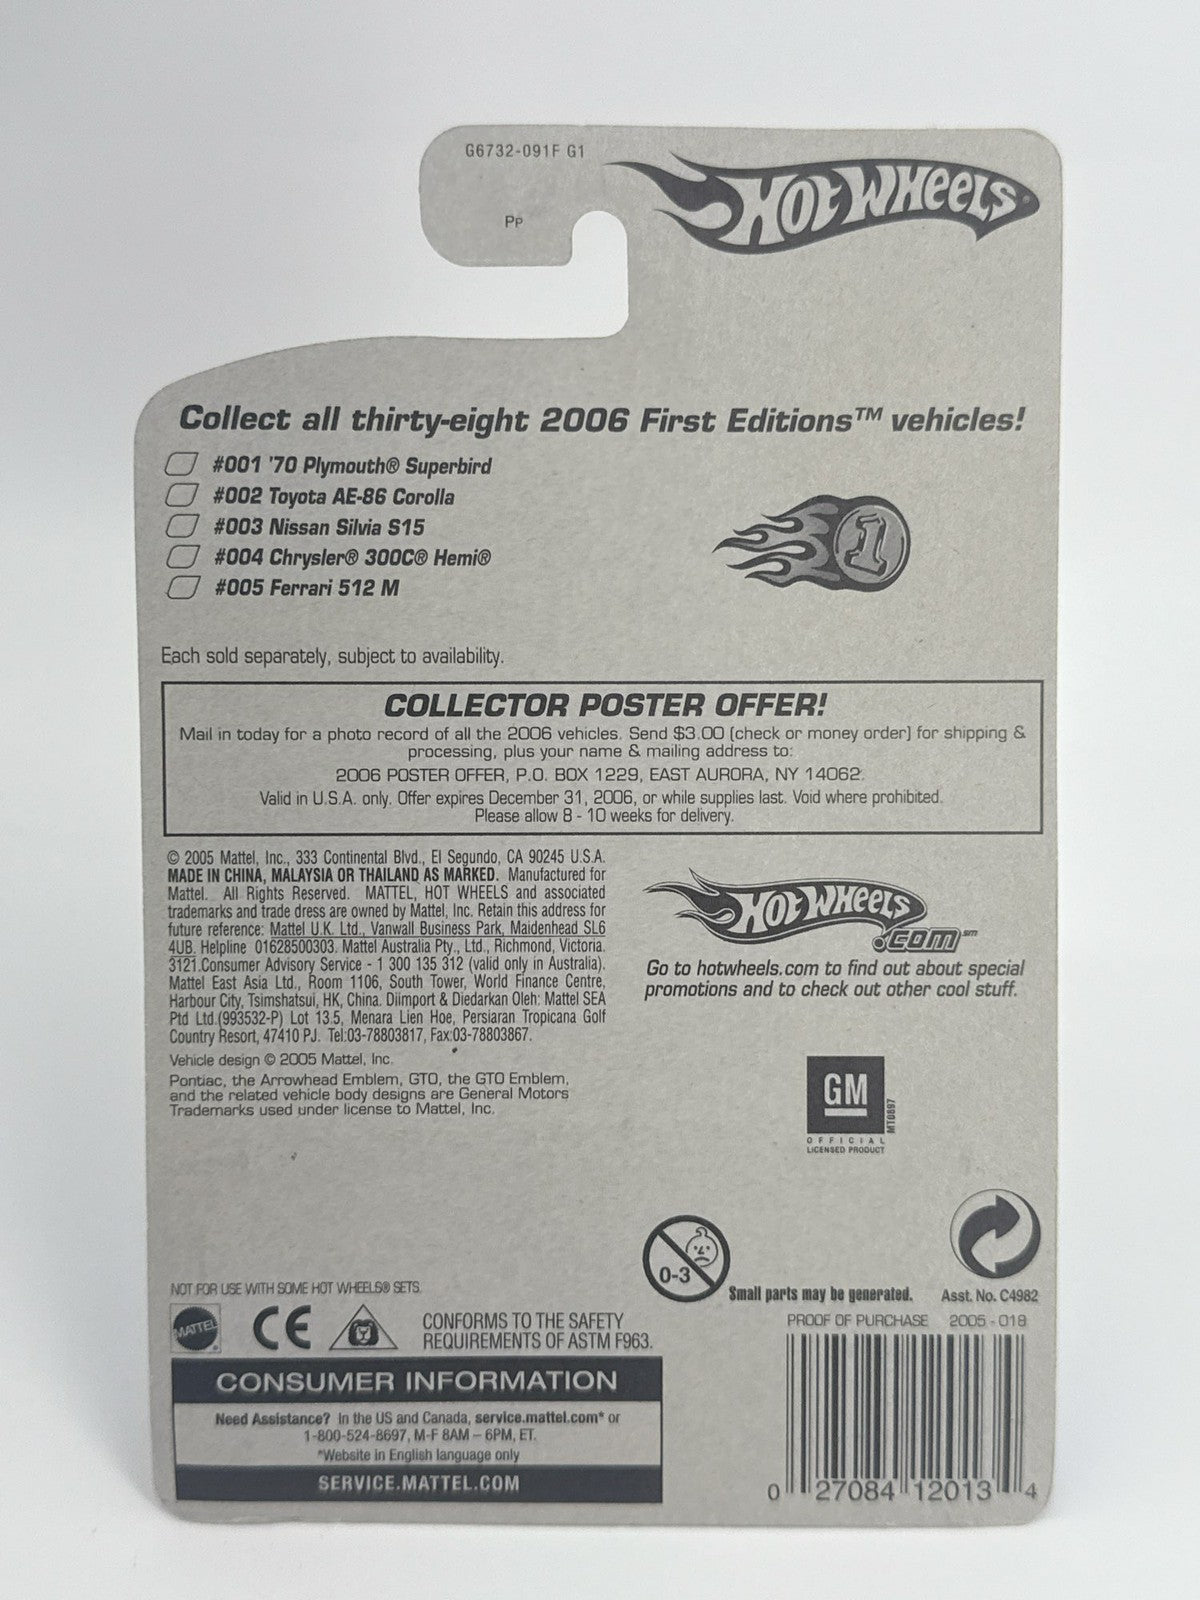 G6732-091F G1
Pp
HOT WHEELS
Collect all thirty-eight 2006 First Editions™ vehicles!
#001 '70 Plymouth® Superbird
#002 Toyota AE-86 Corolla
#003 Nissan Silvia S15
#004 Chrysler® 300C® Hemi®
#005 Ferrari 512 M
1
Each sold separately, subject to availability.
COLLECTOR POSTER OFFER!
Mail in today for a photo record of all the 2006 vehicles. Send $3.00 (check or money order) for shipping &
processing, plus your name & mailing address to:
2006 POSTER OFFER, P.O. BOX 1229, EAST AURORA, NY 14062.
Valid in U.S.A. only. Offer expires December 31, 2006, or while supplies last. Void where prohibited.
Please allow 8 - 10 weeks for delivery.
© 2005 Mattel, Inc., 333 Continental Blvd., El Segundo, CA 90245 U.S.A.
MADE IN CHINA, MALAYSIA OR THAILAND AS MARKED. Manufactured for
Mattel. All Rights Reserved. MATTEL, HOT WHEELS and associated
trademarks and trade dress are owned by Mattel, Inc. Retain this address for
future reference: Mattel U.K. Ltd., Vanwall Business Park, Maidenhead SL6
4UB. Helpline 01628500303. Mattel Australia Pty., Ltd., Richmond, Victoria.
3121.Consumer Advisory Service - 1 300 135 312 (valid only in Australia).
Mattel East Asia Ltd., Room 1106, South Tower, World Finance Centre,
Harbour City, Tsimshatsui, HK, China. Diimport & Diedarkan Oleh: Mattel SEA
Ptd Ltd.(993532-P) Lot 13.5, Menara Lien Hoe, Persiaran Tropicana Golf
Country Resort, 47410 PJ. Tel:03-78803817, Fax:03-78803867.
Vehicle design © 2005 Mattel, Inc.
Pontiac, the Arrowhead Emblem, GTO, the GTO Emblem,
and the related vehicle body designs are General Motors
Trademarks used under license to Mattel, Inc.
HOT WHEELS
.COM℠
Go to hotwheels.com to find out about special
promotions and to check out other cool stuff.
GM
MT0897
OFFICIAL
LICENSED PRODUCT
0-3
Small parts may be generated.
Asst. No. C4982
NOT FOR USE WITH SOME HOT WHEELS® SETS.
MATTEL®
CE
CONFORMS TO THE SAFETY
REQUIREMENTS OF ASTM F963.
PROOF OF PURCHASE 2005 - 018
CONSUMER INFORMATION
Need Assistance? In the US and Canada, service.mattel.com* or
1-800-524-8697, M-F 8AM – 6PM, ET.
*Website in English language only
SERVICE.MATTEL.COM
0 27084 12013 4